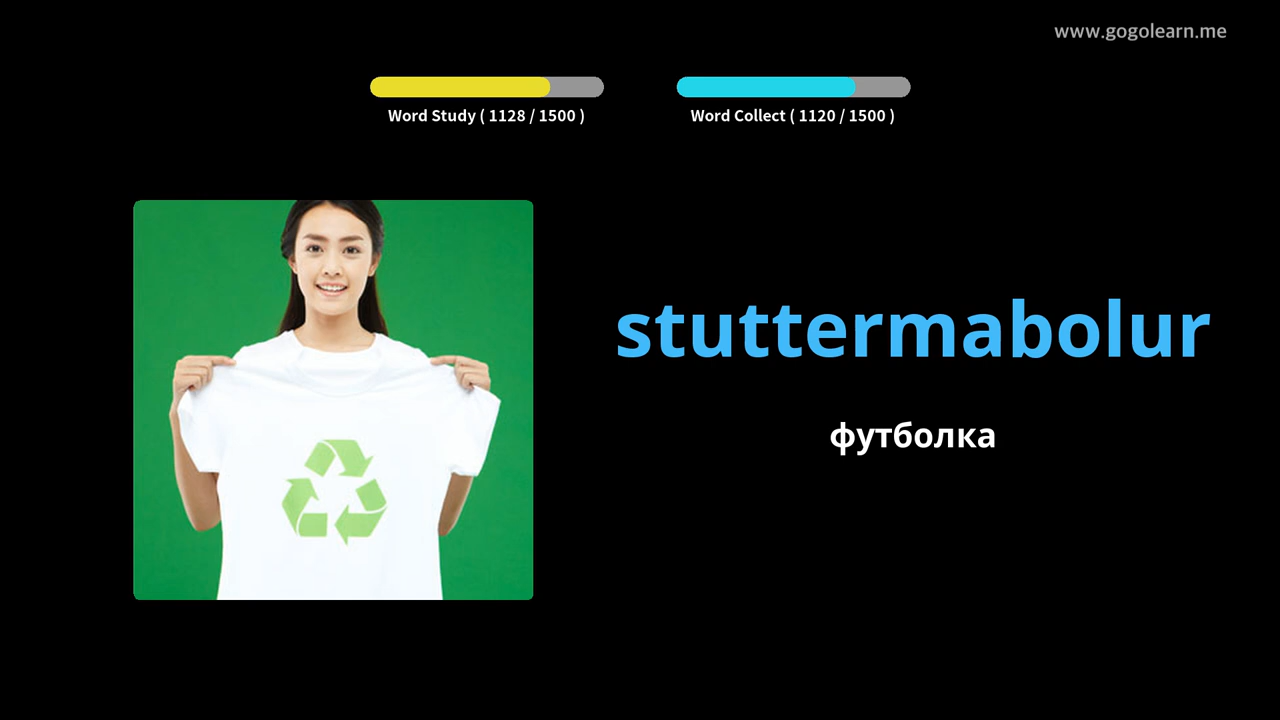 www.gogolearn.me
Word Study ( 1128 / 1500 )
Word Collect ( 1120 / 1500 )
stuttermabolur
футболка